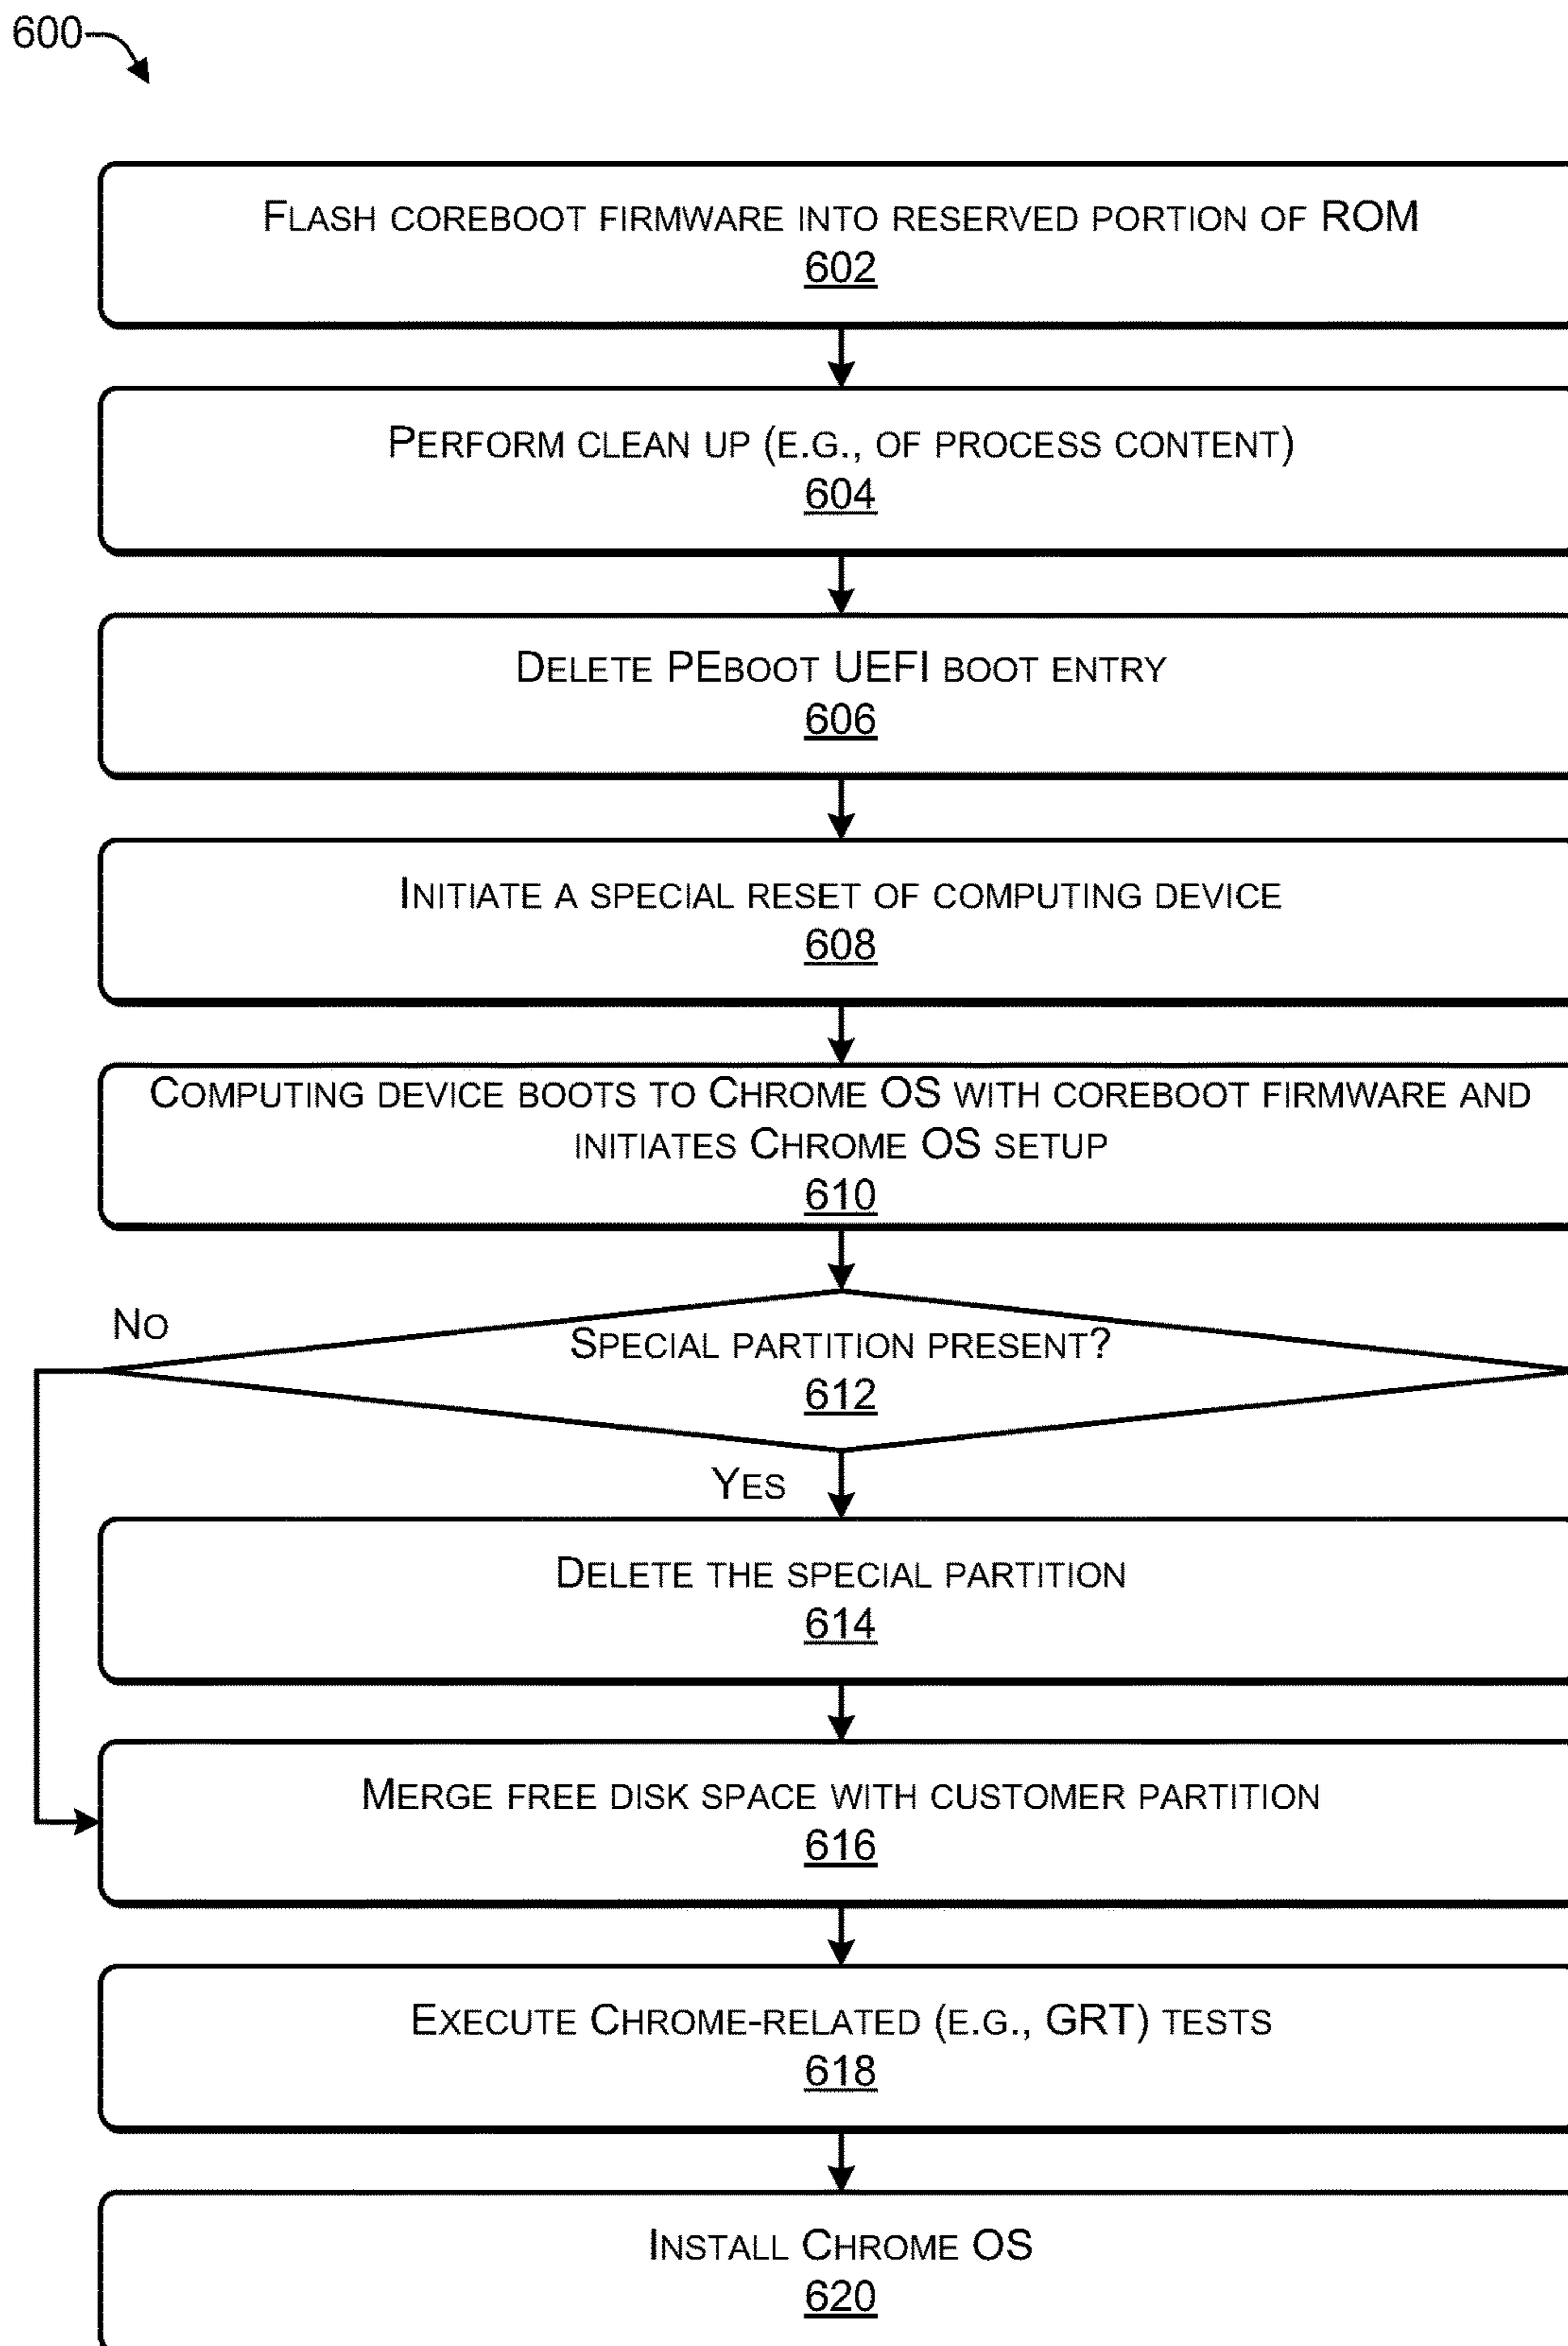 600
Flash coreboot firmware into reserved portion of ROM
602
Perform clean up (e.g., of process content)
604
Delete PEboot UEFI boot entry
606
Initiate a special reset of computing device
608
Computing device boots to Chrome OS with coreboot firmware and
initiates Chrome OS setup
610
No
Special partition present?
612
Yes
Delete the special partition
614
Merge free disk space with customer partition
616
Execute Chrome-related (e.g., GRT) tests
618
Install Chrome OS
620